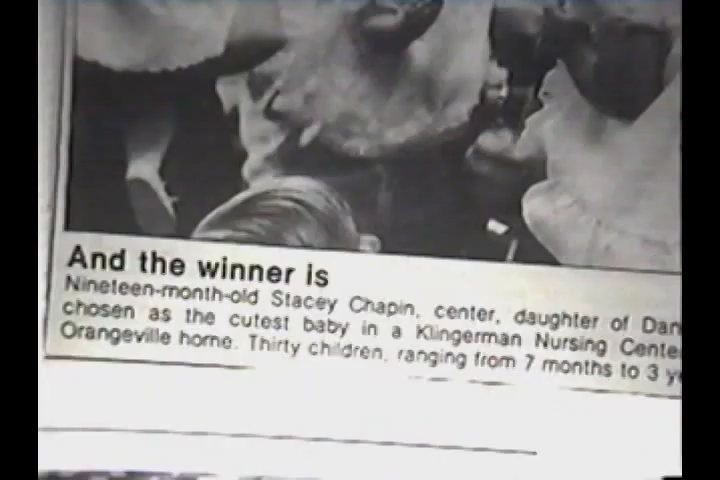 And the winner is
Nineteen-month-old Stacey Chapin, center, daughter of Dan
chosen as the cutest baby in a Klingerman Nursing Cente
Orangeville home. Thirty children, ranging from 7 months to 3 y